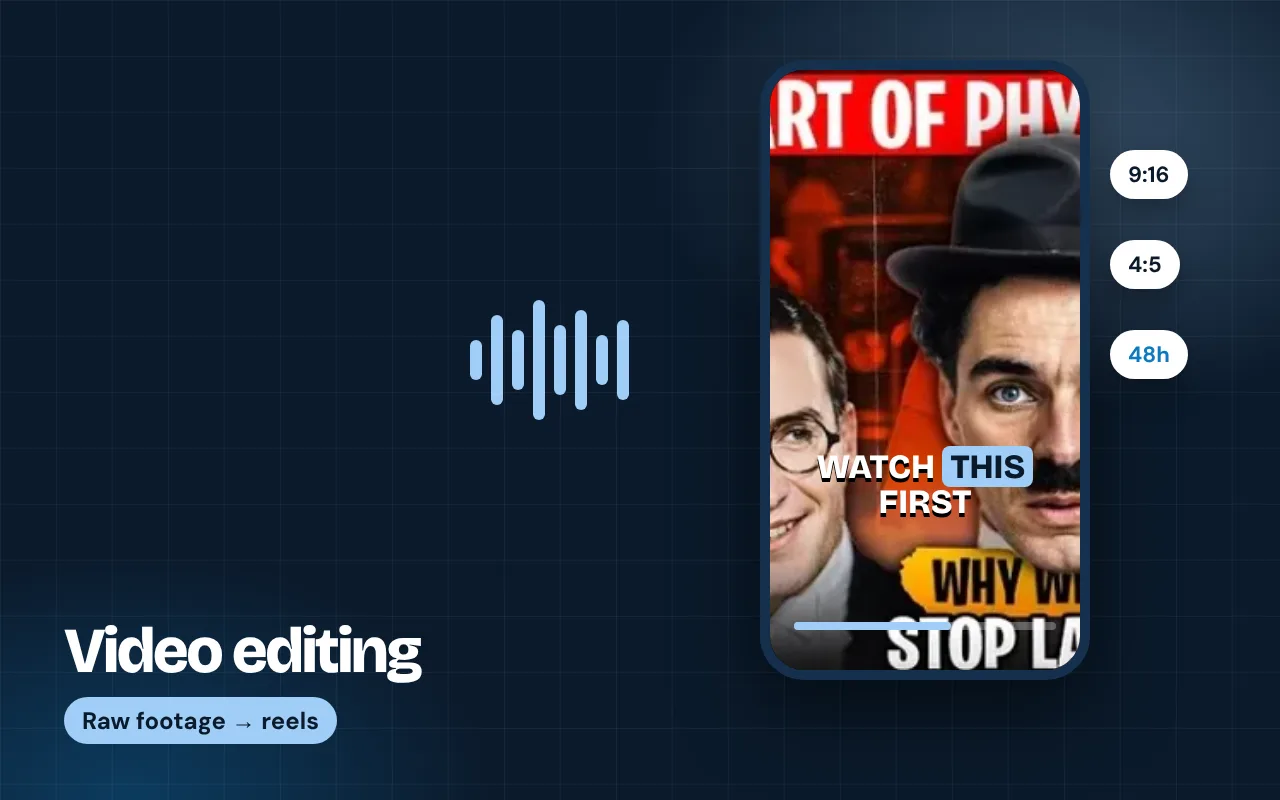 ART OF PHY
9:16
4:5
48h
WATCH THIS
FIRST
WHY
STOP LA
Video editing
Raw footage → reels